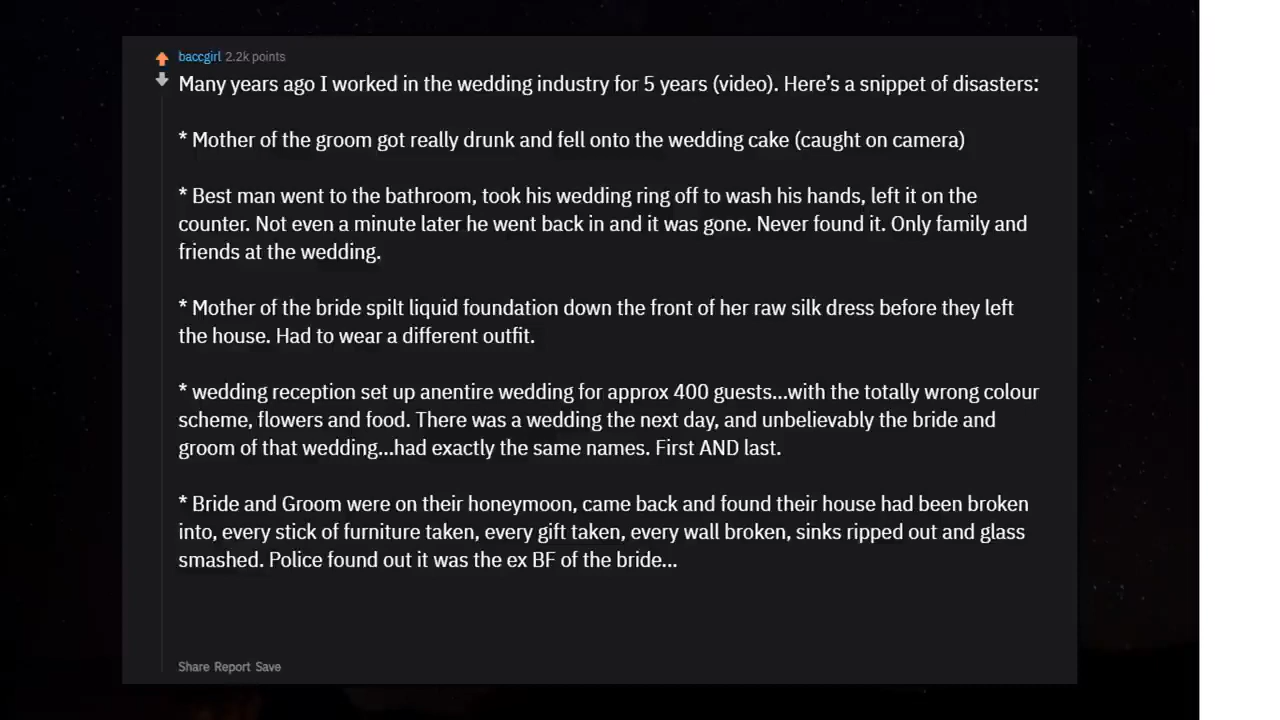 baccgirl 2.2k points
Many years ago I worked in the wedding industry for 5 years (video). Here's a snippet of disasters:
* Mother of the groom got really drunk and fell onto the wedding cake (caught on camera)
* Best man went to the bathroom, took his wedding ring off to wash his hands, left it on the
counter. Not even a minute later he went back in and it was gone. Never found it. Only family and
friends at the wedding.
* Mother of the bride spilt liquid foundation down the front of her raw silk dress before they left
the house. Had to wear a different outfit.
* wedding reception set up anentire wedding for approx 400 guests...with the totally wrong colour
scheme, flowers and food. There was a wedding the next day, and unbelievably the bride and
groom of that wedding...had exactly the same names. First AND last.
* Bride and Groom were on their honeymoon, came back and found their house had been broken
into, every stick of furniture taken, every gift taken, every wall broken, sinks ripped out and glass
smashed. Police found out it was the ex BF of the bride...
Share Report Save